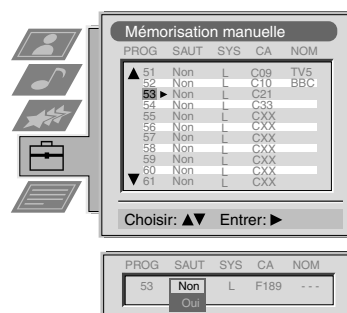 Mémorisation manuelle
PROG SAUT SYS CA NOM
51 Non L C09 TV5
52 Non L C10 BBC
53 Non L C21
54 Non L C33
55 Non L CXX
56 Non L CXX
57 Non L CXX
58 Non L CXX
59 Non L CXX
60 Non L CXX
61 Non L CXX
Choisir: ▲▼ Entrer: ►
PROG SAUT SYS CA NOM
53 Non L F189 ---
Oui